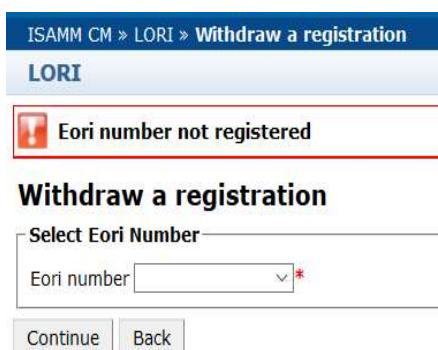 ISAMM CM » LORI » Withdraw a registration
LORI
Eori number not registered
Withdraw a registration
Select Eori Number
Eori number *
Continue Back